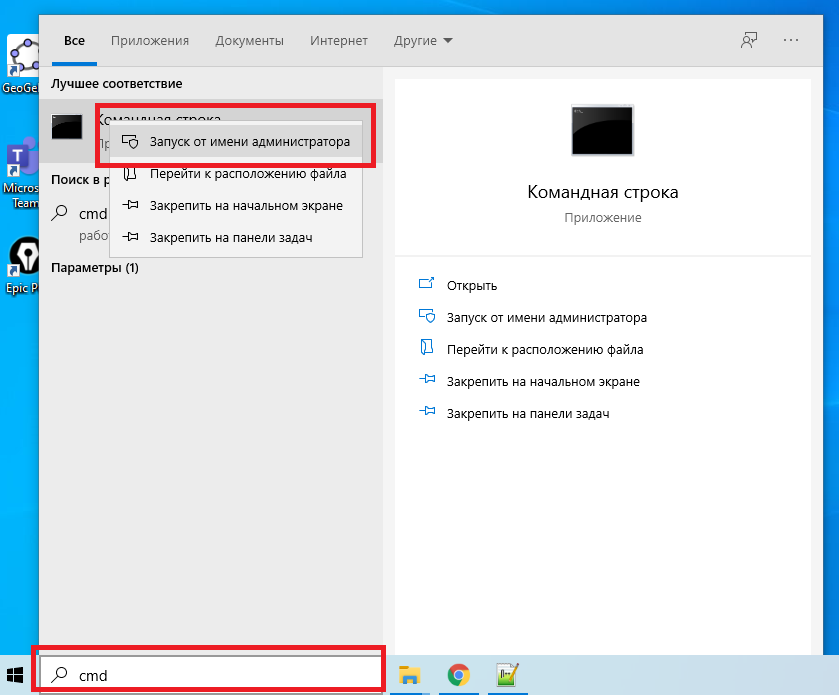 Все
Приложения
Документы
Интернет
Другие
GeoGe
Micros
Team
Epic P
Лучшее соответствие
Командная строка
Запуск от имени администратора
Перейти к расположению файла
Закрепить на начальном экране
Закрепить на панели задач
Поиск в
cmd
рабо
Параметры (1)
Командная строка
Приложение
Открыть
Запуск от имени администратора
Перейти к расположению файла
Закрепить на начальном экране
Закрепить на панели задач
cmd